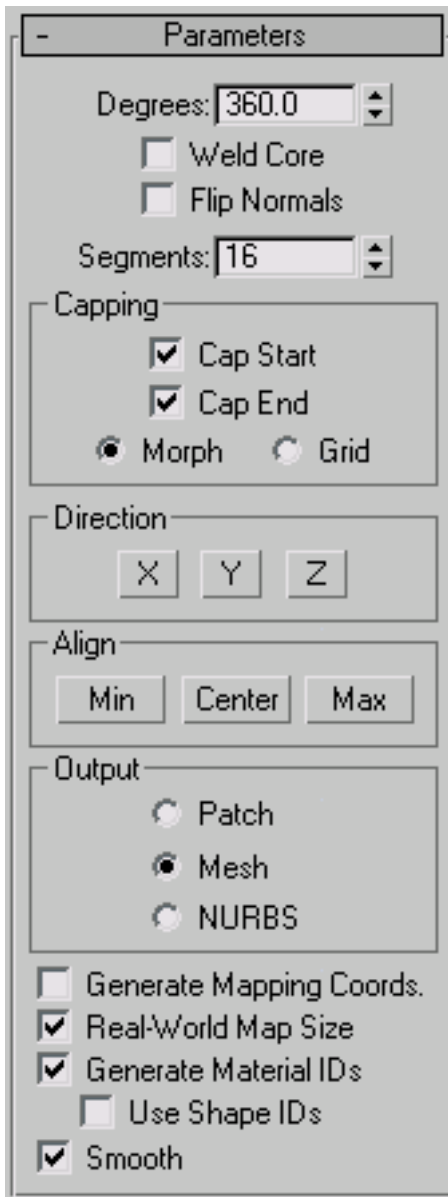 - Parameters
Degrees: 360.0
Weld Core
Flip Normals
Segments: 16
Capping
Cap Start
Cap End
Morph Grid
Direction
X Y Z
Align
Min Center Max
Output
Patch
Mesh
NURBS
Generate Mapping Coords.
Real-World Map Size
Generate Material IDs
Use Shape IDs
Smooth